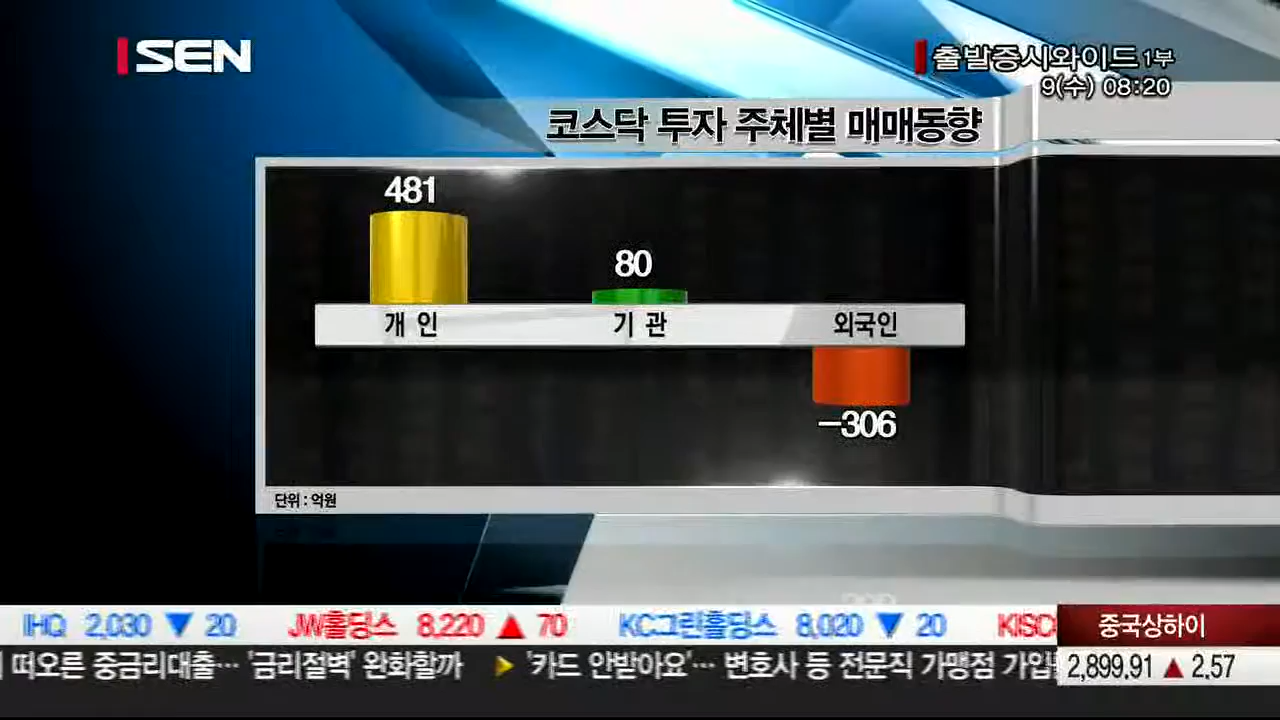 SEN
출발증시와이드 1부
9(수) 08:20
코스닥 투자 주체별 매매동향
481
80
개 인 기 관 외국인
-306
단위 : 억원
IHQ 2,030 ▼ 20 JW홀딩스 8,220 ▲ 70 KC그린홀딩스 8,020 ▼ 20 KISC
중국상하이
떠오른 중금리대출… '금리절벽' 완화할까 ▶ '카드 안받아요'… 변호사 등 전문직 가맹점 가입
2,899.91 ▲ 2.57